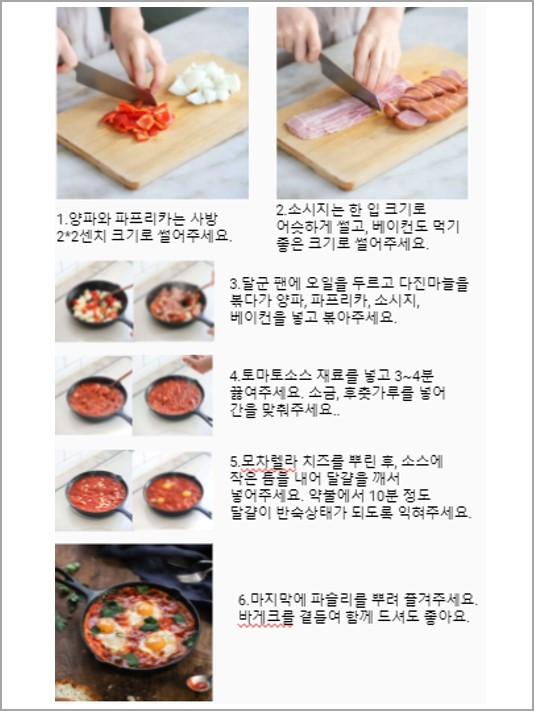 1.양파와 파프리카는 사방
2*2센치 크기로 썰어주세요.
2.소시지는 한 입 크기로
어슷하게 썰고, 베이컨도 먹기
좋은 크기로 썰어주세요.
3.달군 팬에 오일을 두르고 다진마늘을
볶다가 양파, 파프리카, 소시지,
베이컨을 넣고 볶아주세요.
4.토마토소스 재료를 넣고 3~4분
끓여주세요. 소금, 후춧가루를 넣어
간을 맞춰주세요..
5.모차렐라 치즈를 뿌린 후, 소스에
작은 틈을 내어 달걀을 깨서
넣어주세요. 약불에서 10분 정도
달걀이 반숙상태가 되도록 익혀주세요.
6.마지막에 파슬리를 뿌려 즐겨주세요.
바게크를 곁들여 함께 드셔도 좋아요.